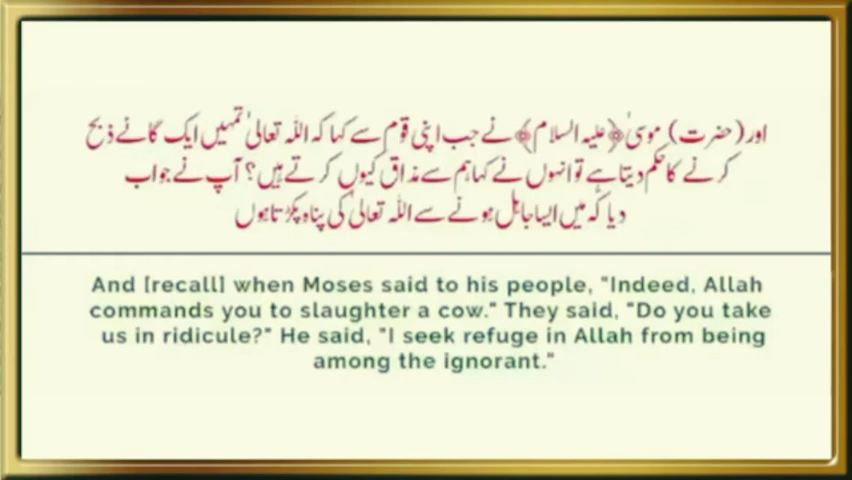 اور (حضرت) موسیٰ﴿علیہ السلام﴾ نے جب اپنی قوم سے کہا کہ اللہ تعالیٰ تمہیں ایک گائے ذبح
کرنے کا حکم دیتا ہے تو انہوں نے کہا ہم سے مذاق کیوں کرتے ہیں؟ آپ نے جواب
دیا کہ میں ایسا جاہل ہونے سے اللہ تعالیٰ کی پناہ پکڑتا ہوں
And [recall] when Moses said to his people, "Indeed, Allah
commands you to slaughter a cow." They said, "Do you take
us in ridicule?" He said, "I seek refuge in Allah from being
among the ignorant."